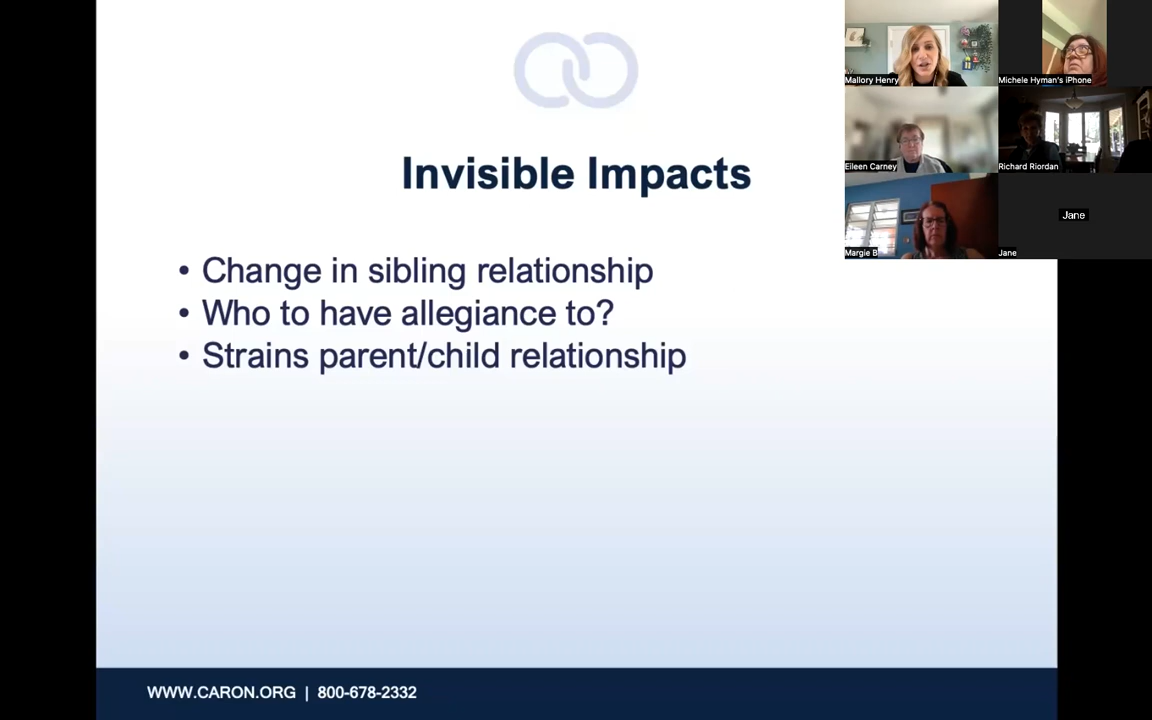 Invisible Impacts
• Change in sibling relationship
• Who to have allegiance to?
• Strains parent/child relationship
WWW.CARON.ORG | 800-678-2332
Mallory Henry
Michele Hyman's iPhone
Eileen Carney
Richard Riordan
Margie B
Jane
Jane